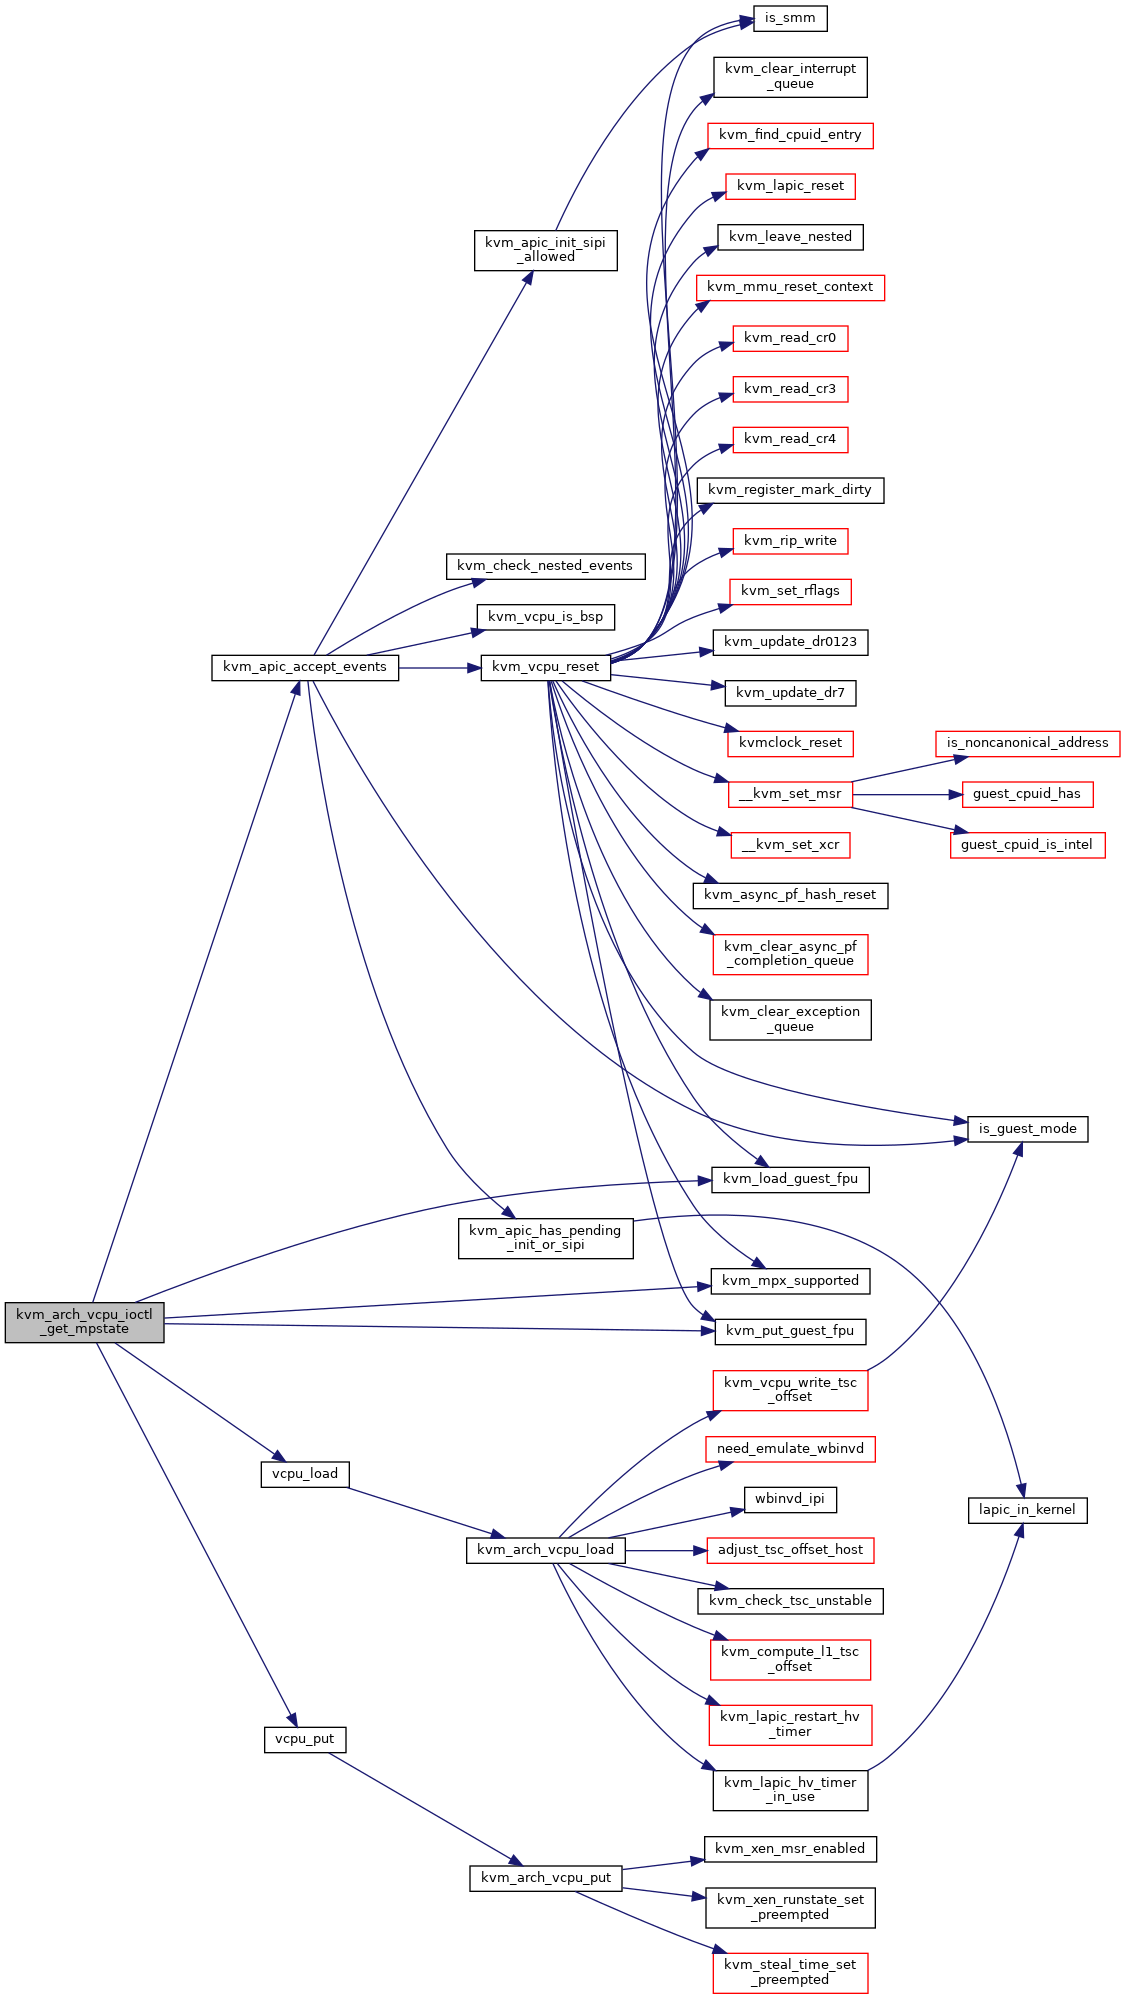 is_smm
kvm_clear_interrupt
_queue
kvm_find_cpuid_entry
kvm_lapic_reset
kvm_leave_nested
kvm_apic_init_sipi
_allowed
kvm_mmu_reset_context
kvm_read_cr0
kvm_read_cr3
kvm_read_cr4
kvm_register_mark_dirty
kvm_rip_write
kvm_check_nested_events
kvm_set_rflags
kvm_vcpu_is_bsp
kvm_update_dr0123
kvm_apic_accept_events
kvm_vcpu_reset
kvm_update_dr7
kvmclock_reset
is_noncanonical_address
__kvm_set_msr
guest_cpuid_has
__kvm_set_xcr
guest_cpuid_is_intel
kvm_async_pf_hash_reset
kvm_clear_async_pf
_completion_queue
kvm_clear_exception
_queue
is_guest_mode
kvm_load_guest_fpu
kvm_apic_has_pending
_init_or_sipi
kvm_mpx_supported
kvm_arch_vcpu_ioctl
_get_mpstate
kvm_put_guest_fpu
kvm_vcpu_write_tsc
_offset
need_emulate_wbinvd
vcpu_load
wbinvd_ipi
lapic_in_kernel
kvm_arch_vcpu_load
adjust_tsc_offset_host
kvm_check_tsc_unstable
kvm_compute_l1_tsc
_offset
kvm_lapic_restart_hv
_timer
vcpu_put
kvm_lapic_hv_timer
_in_use
kvm_xen_msr_enabled
kvm_arch_vcpu_put
kvm_xen_runstate_set
_preempted
kvm_steal_time_set
_preempted